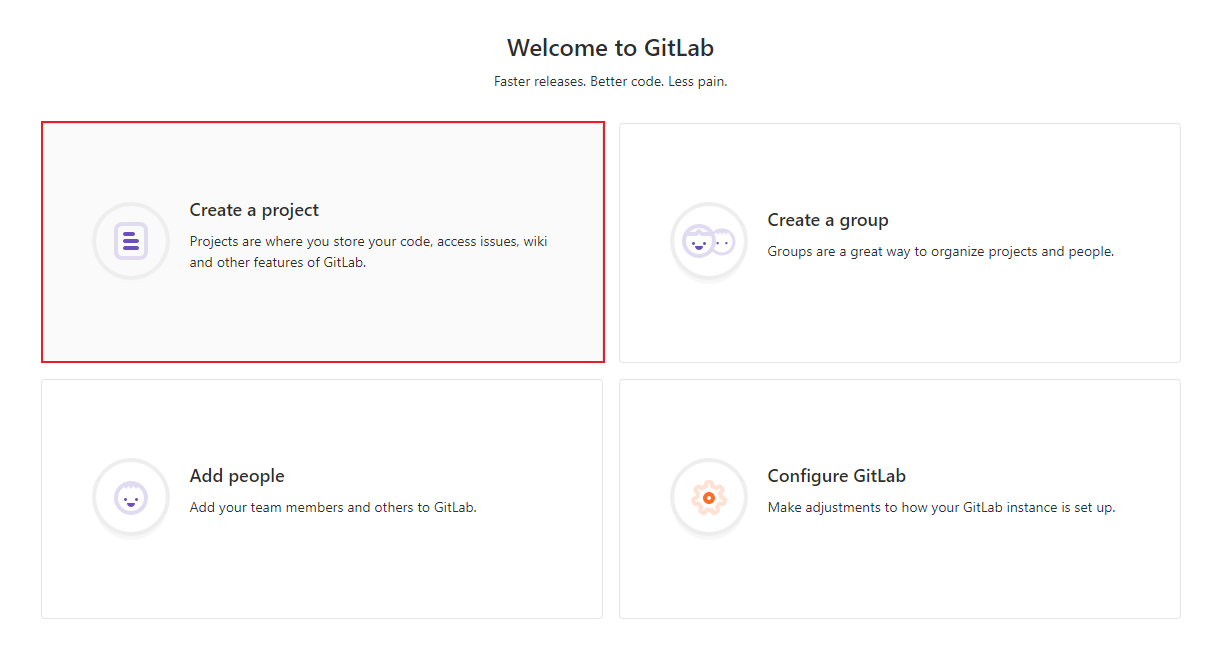 Welcome to GitLab
Faster releases. Better code. Less pain.
Create a project
Projects are where you store your code, access issues, wiki
and other features of GitLab.
Create a group
Groups are a great way to organize projects and people.
Add people
Add your team members and others to GitLab.
Configure GitLab
Make adjustments to how your GitLab instance is set up.